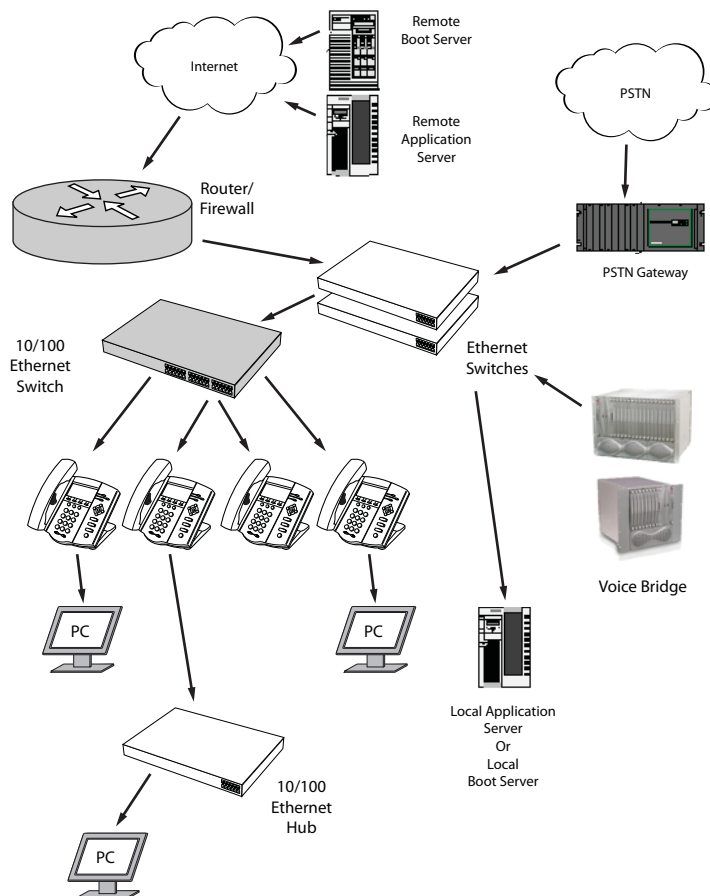 Remote
Boot Server
Internet
PSTN
Remote
Application
Server
Router/
Firewall
PSTN Gateway
10/100
Ethernet
Switch
Ethernet
Switches
Voice Bridge
PC
PC
Local Application
Server
Or
Local
Boot Server
10/100
Ethernet
Hub
PC